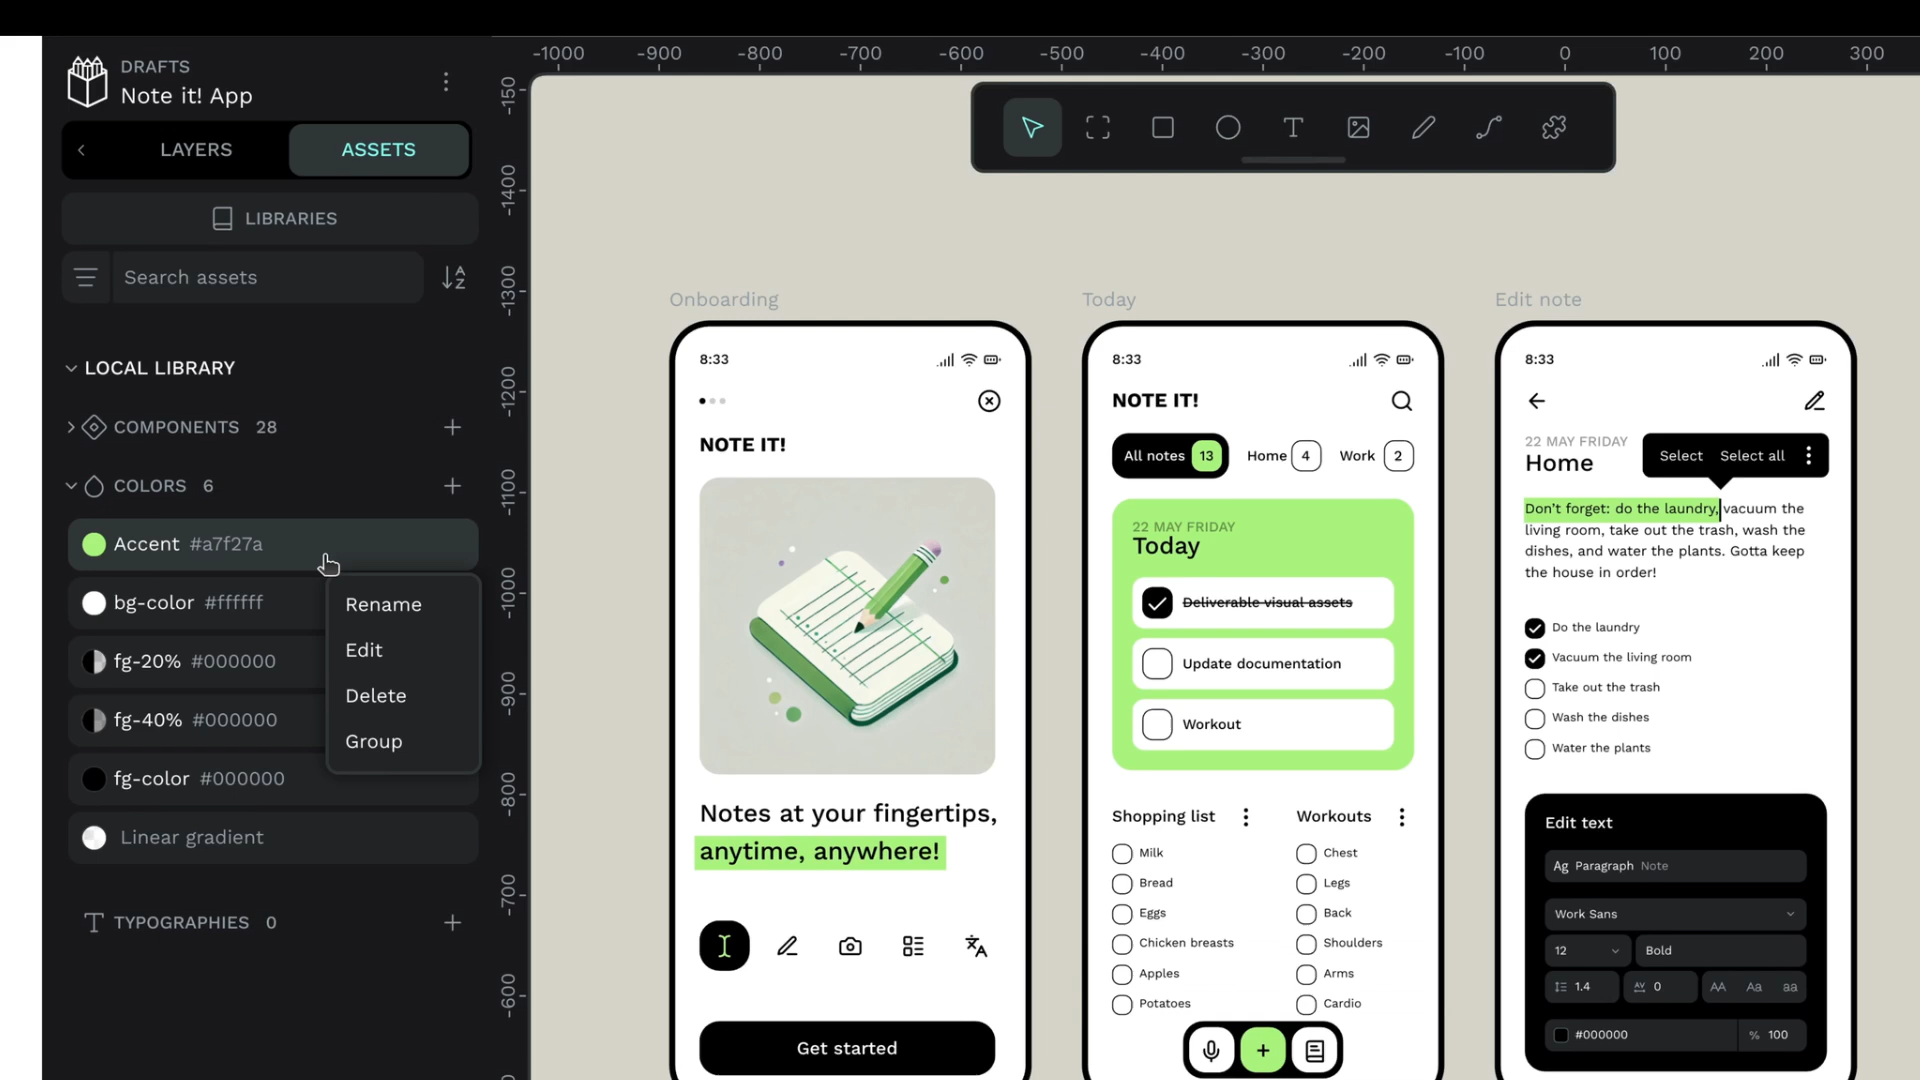 DRAFTS
Note it! App
LAYERS
ASSETS
LIBRARIES
Search assets
A
Z
LOCAL LIBRARY
COMPONENTS 28
COLORS 6
Accent #a7f27a
bg-color #ffffff
fg-20% #000000
fg-40% #000000
fg-color #000000
Linear gradient
Rename
Edit
Delete
Group
TYPOGRAPHIES 0
-1000 -900 -800 -700 -600 -500 -400 -300 -200 -100 0 100 200 300
-1400
-1300
-1200
-1100
-1000
-900
-800
-700
-600
Onboarding
8:33
NOTE IT!
Notes at your fingertips,
anytime, anywhere!
Get started
Today
8:33
NOTE IT!
All notes 13
Home 4
Work 2
22 MAY FRIDAY
Today
Deliverable visual assets
Update documentation
Workout
Shopping list
Milk
Bread
Eggs
Chicken breasts
Apples
Potatoes
Workouts
Chest
Legs
Back
Shoulders
Arms
Cardio
Edit note
8:33
22 MAY FRIDAY
Home
Select Select all
Don't forget: do the laundry, vacuum the
living room, take out the trash, wash the
dishes, and water the plants. Gotta keep
the house in order!
Do the laundry
Vacuum the living room
Take out the trash
Wash the dishes
Water the plants
Edit text
Ag Paragraph Note
Work Sans
12
Bold
1.4
AV 0
AA Aa aa
#000000
% 100